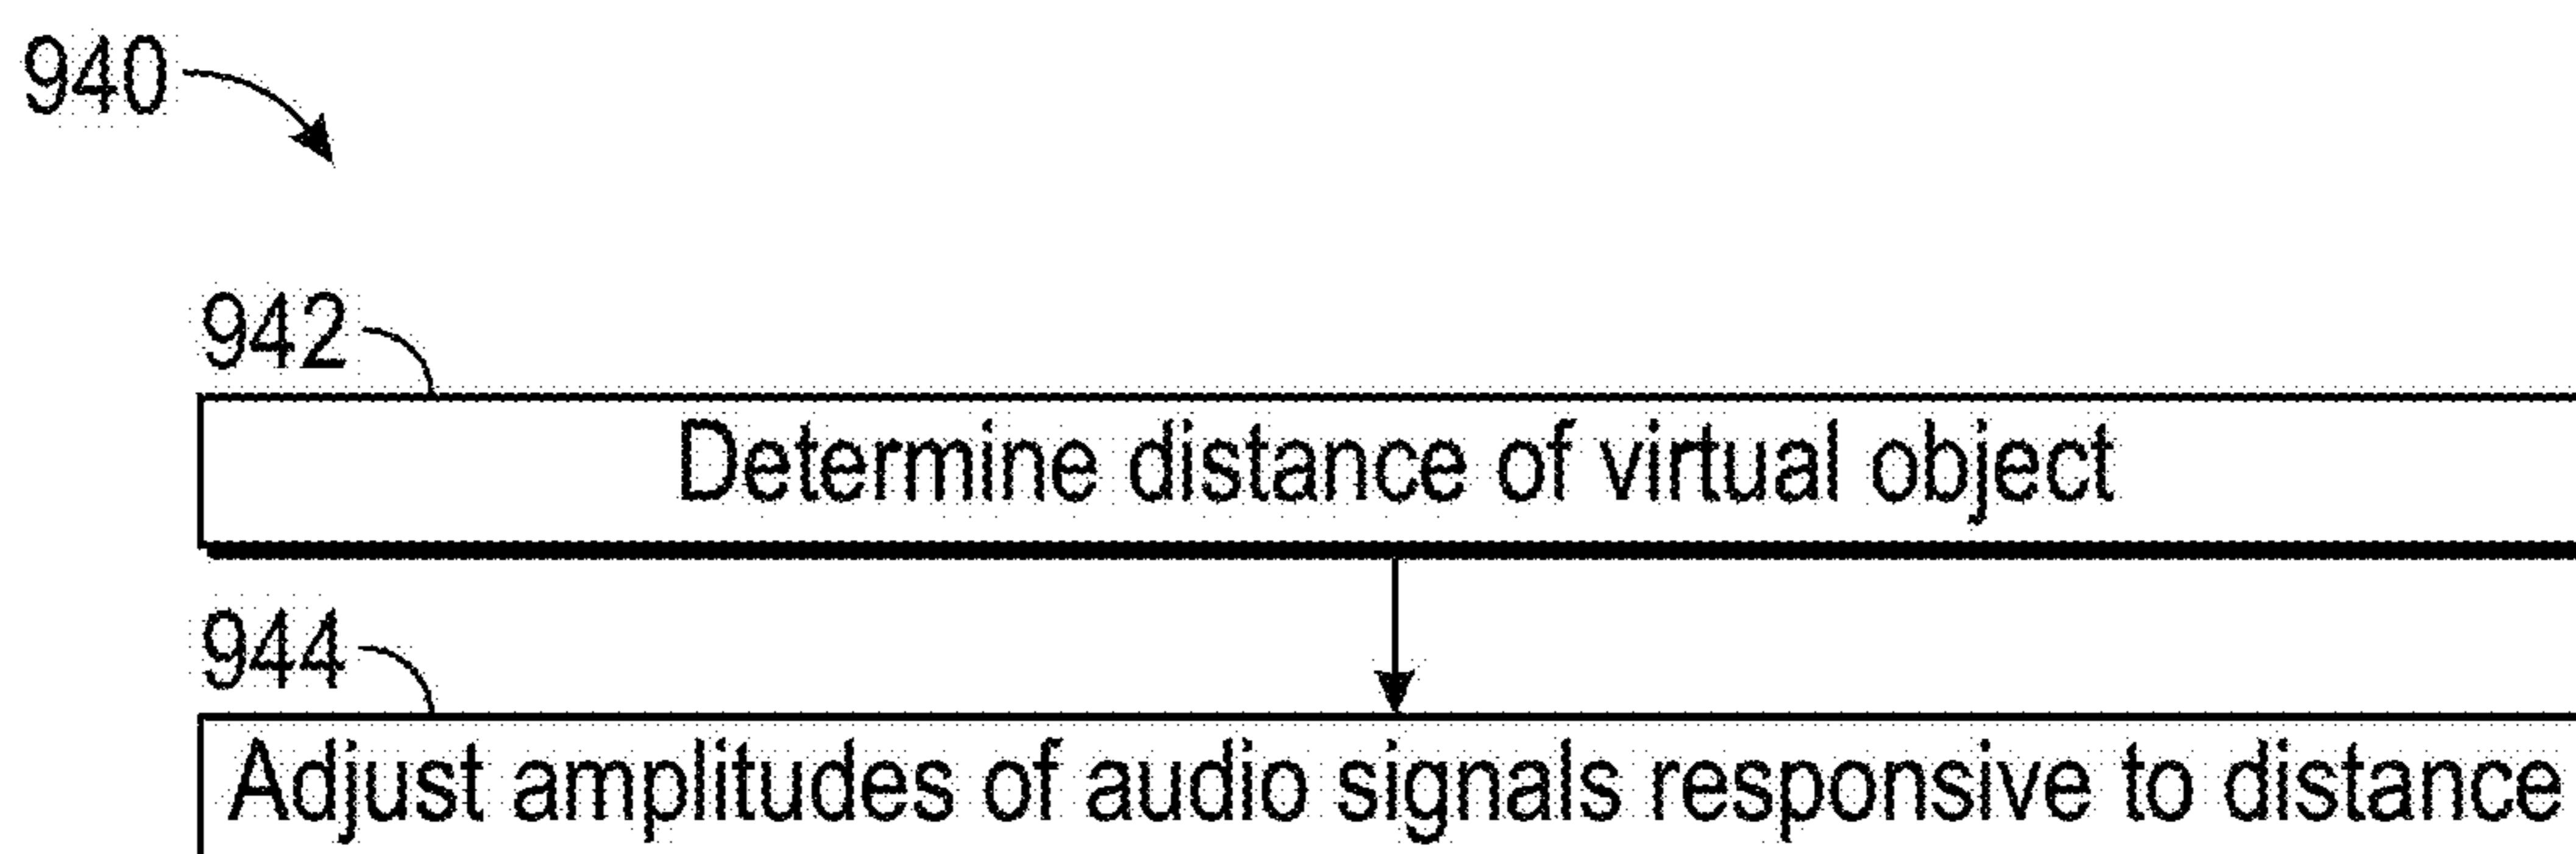 940
942
Determine distance of virtual object
944
Adjust amplitudes of audio signals responsive to distance